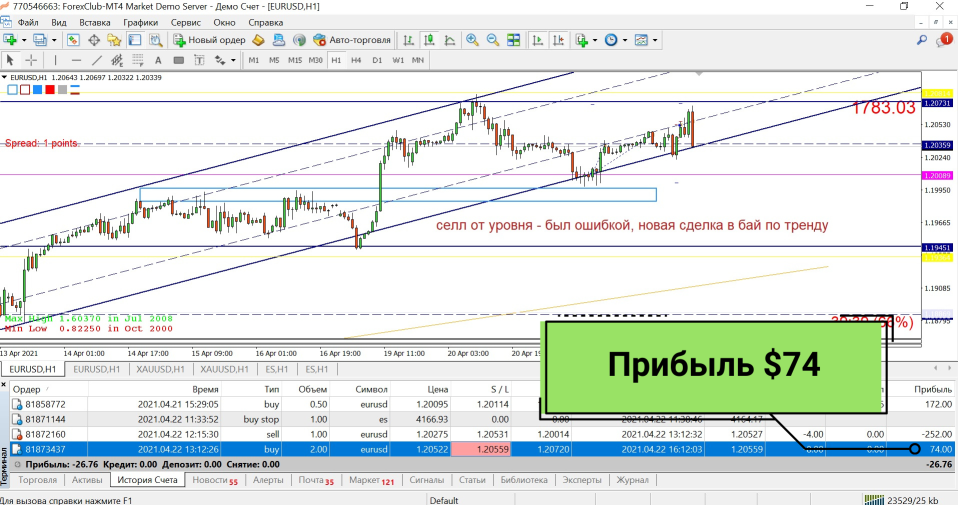 770546663: ForexClub-MT4 Market Demo Server - Демо Счет - [EURUSD,H1]
Файл Вид Вставка Графики Сервис Окно Справка
Новый ордер Авто-торговля 1
A T M1 M5 M15 M30 H1 H4 D1 W1 MN
EURUSD,H1 1.20643 1.20697 1.20322 1.20339
1.20731
1783.03
1.20530
Spread: 1 points
1.20359
1.20240
1.20089
1.19950
селл от уровня - был ошибкой, новая сделка в бай по тренду
1.19665
1.19451
1.19085
Max High 1.60370 in Jul 2008
Min Low 0.82250 in Oct 2000
1.18795
13 Apr 2021 14 Apr 01:00 14 Apr 17:00 15 Apr 09:00 16 Apr 01:00 16 Apr 19:00 19 Apr 11:00 20 Apr 03:00 20 Apr
Прибыль $74
EURUSD,H1 EURUSD,H1 XAUUSD,H1 XAUUSD,H1 ES,H1 ES,H1
Ордер Время Тип Объем Символ Цена S / L Прибыль
81858772 2021.04.21 15:29:05 buy 0.50 eurusd 1.20095 1.20114 172.00
81871144 2021.04.22 11:33:52 buy stop 1.00 es 4166.93 0.00 0.00 2021.04.22 11:38:46 4164.17
81872160 2021.04.22 12:15:30 sell 1.00 eurusd 1.20275 1.20531 1.20014 2021.04.22 13:12:32 1.20527 -4.00 0.00 -252.00
81873437 2021.04.22 13:12:26 buy 2.00 eurusd 1.20522 1.20559 1.20720 2021.04.22 16:12:03 1.20559 0.00 0.00 74.00
Прибыль: -26.76 Кредит: 0.00 Депозит: 0.00 Снятие: 0.00 -26.76
Терминал
Торговля Активы История Счета Новости 55 Алерты Почта 35 Маркет 121 Сигналы Статьи Библиотека Эксперты Журнал
Для вызова справки нажмите F1 Default 23529/25 kb